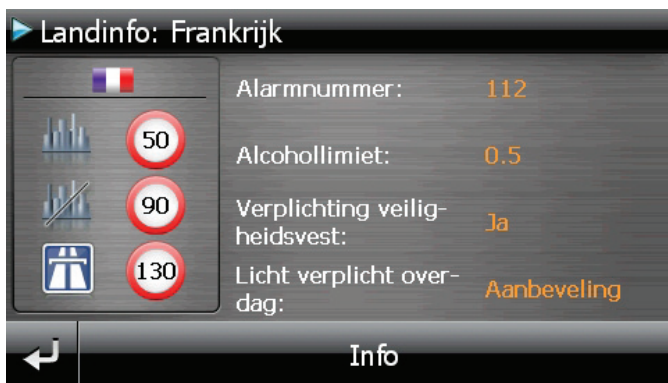 Landinfo: Frankrijk
50
90
130
Alarmnummer: 112
Alcohollimiet: 0.5
Verplichting veilig-
heidsvest: Ja
Licht verplicht over-
dag: Aanbeveling
Info